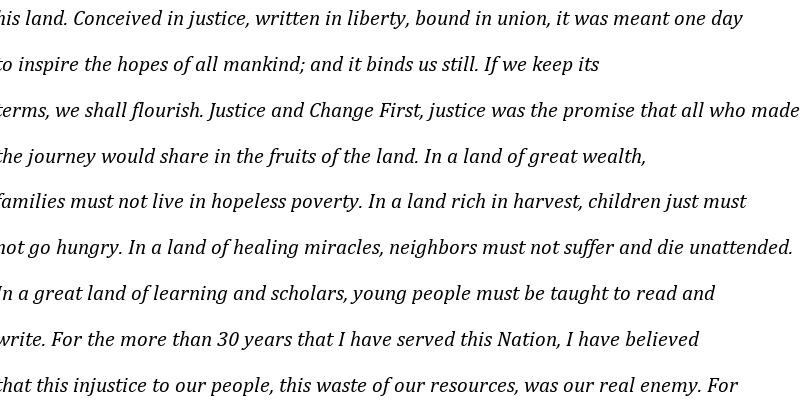 his land. Conceived in justice, written in liberty, bound in union, it was meant one day
to inspire the hopes of all mankind; and it binds us still. If we keep its
terms, we shall flourish. Justice and Change First, justice was the promise that all who made
the journey would share in the fruits of the land. In a land of great wealth,
families must not live in hopeless poverty. In a land rich in harvest, children just must
not go hungry. In a land of healing miracles, neighbors must not suffer and die unattended.
In a great land of learning and scholars, young people must be taught to read and
write. For the more than 30 years that I have served this Nation, I have believed
that this injustice to our people, this waste of our resources, was our real enemy. For